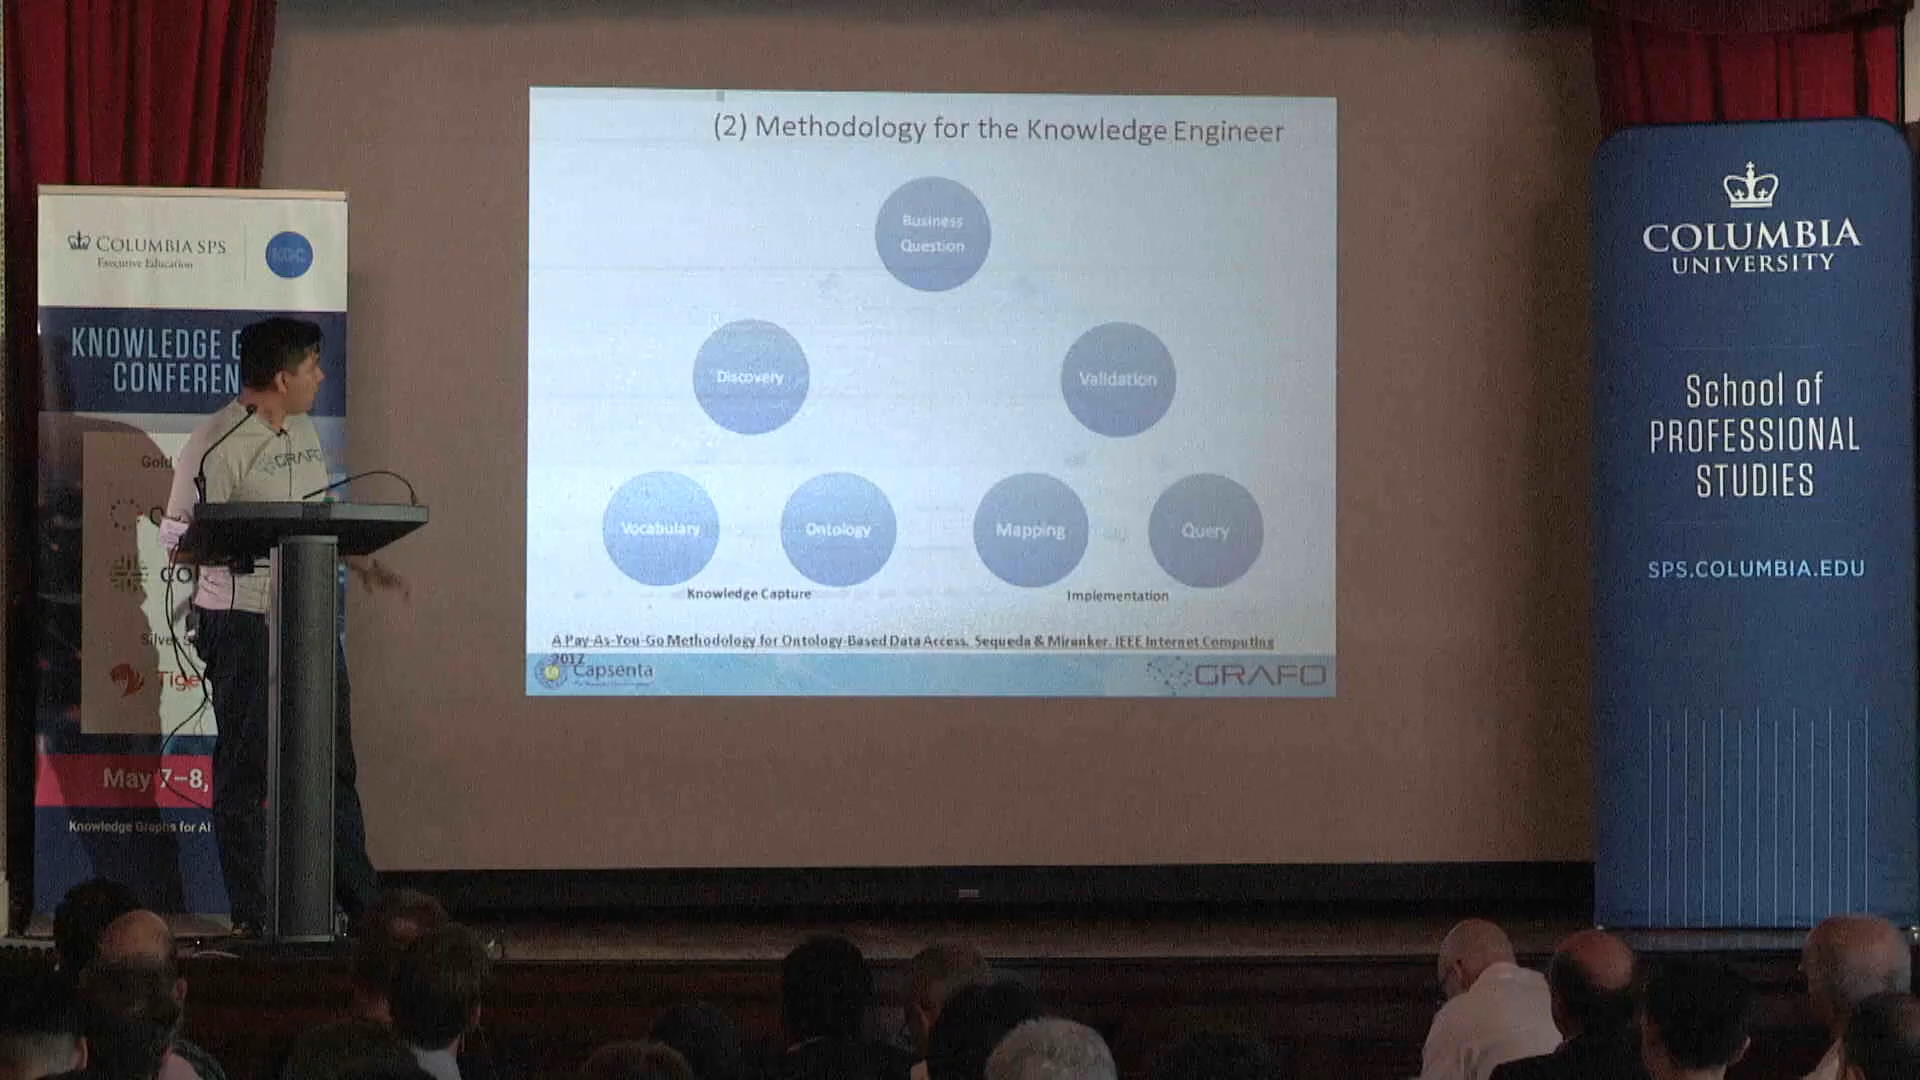 (2) Methodology for the Knowledge Engineer
Business
Question
Discovery
Validation
Vocabulary
Ontology
Mapping
Query
Knowledge Capture
Implementation
A Pay-As-You-Go Methodology for Ontology-Based Data Access. Sequeda & Miranker. IEEE Internet Computing
2017
Capsenta
GRAFO
COLUMBIA SPS
Executive Education
KGC
KNOWLEDGE G
CONFEREN
Gold
CO
Silver S
Tige
May 7–8,
Knowledge Graphs for AI
GRAFO
COLUMBIA
UNIVERSITY
School of
PROFESSIONAL
STUDIES
SPS.COLUMBIA.EDU